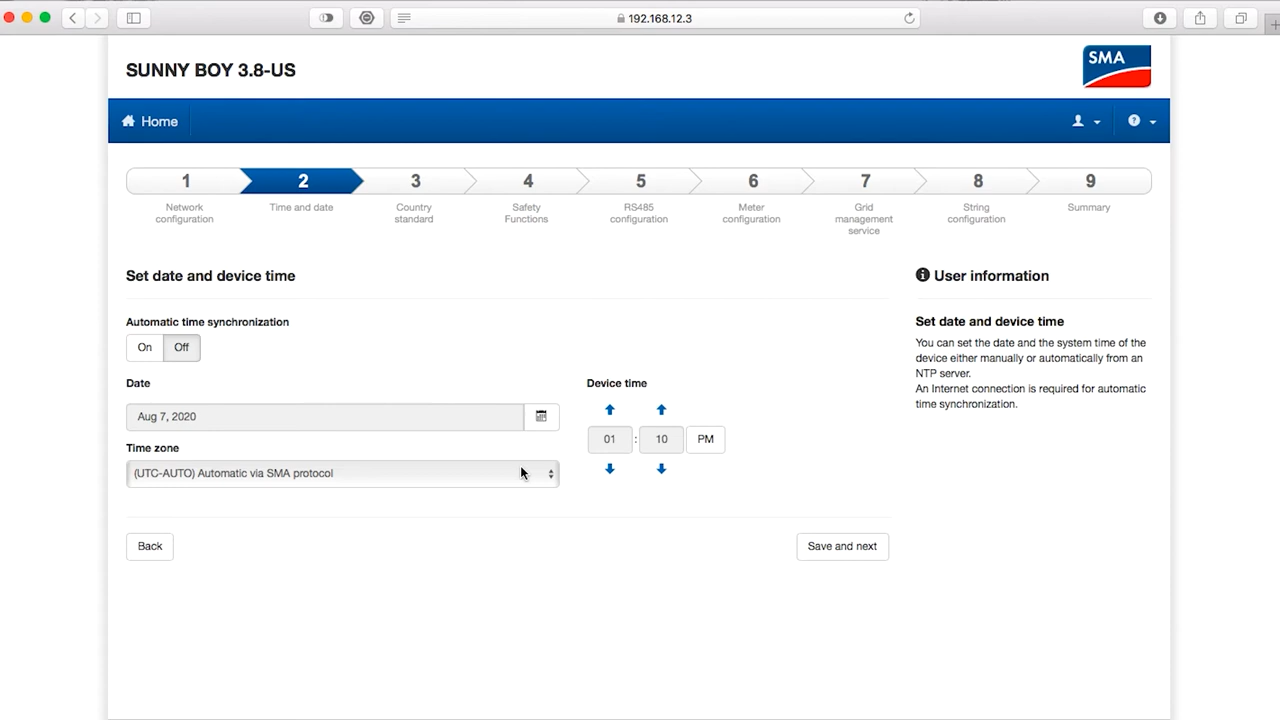 192.168.12.3
SUNNY BOY 3.8-US
SMA
Home
1
2
3
4
5
6
7
8
9
Network
configuration
Time and date
Country
standard
Safety
Functions
RS485
configuration
Meter
configuration
Grid
management
service
String
configuration
Summary
Set date and device time
Automatic time synchronization
On
Off
Date
Aug 7, 2020
Time zone
(UTC-AUTO) Automatic via SMA protocol
Device time
01 : 10 PM
Back
Save and next
User information
Set date and device time
You can set the date and the system time of the
device either manually or automatically from an
NTP server.
An Internet connection is required for automatic
time synchronization.